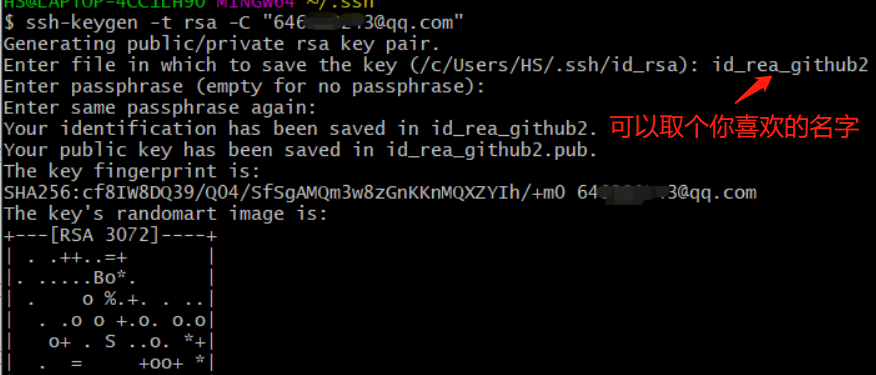 HS@LAPTOP-4CC1LH90 MINGW64 ~/.ssh
$ ssh-keygen -t rsa -C "646 3@qq.com"
Generating public/private rsa key pair.
Enter file in which to save the key (/c/Users/HS/.ssh/id_rsa): id_rea_github2
Enter passphrase (empty for no passphrase):
Enter same passphrase again:
Your identification has been saved in id_rea_github2.
可以取个你喜欢的名字
Your public key has been saved in id_rea_github2.pub.
The key fingerprint is:
SHA256:cf8IW8DQ39/QO4/SfSgAMQm3w8zGnKKnMQXZYIh/+m0 64 3@qq.com
The key's randomart image is:
+---[RSA 3072]----+
| . .++..=+       |
|. .....Bo*.      |
| .    o %.+. . ..|
|  . .o o +.o. o.o|
|   o+ . S ..o. *+|
|  .  =     +oo+ *|